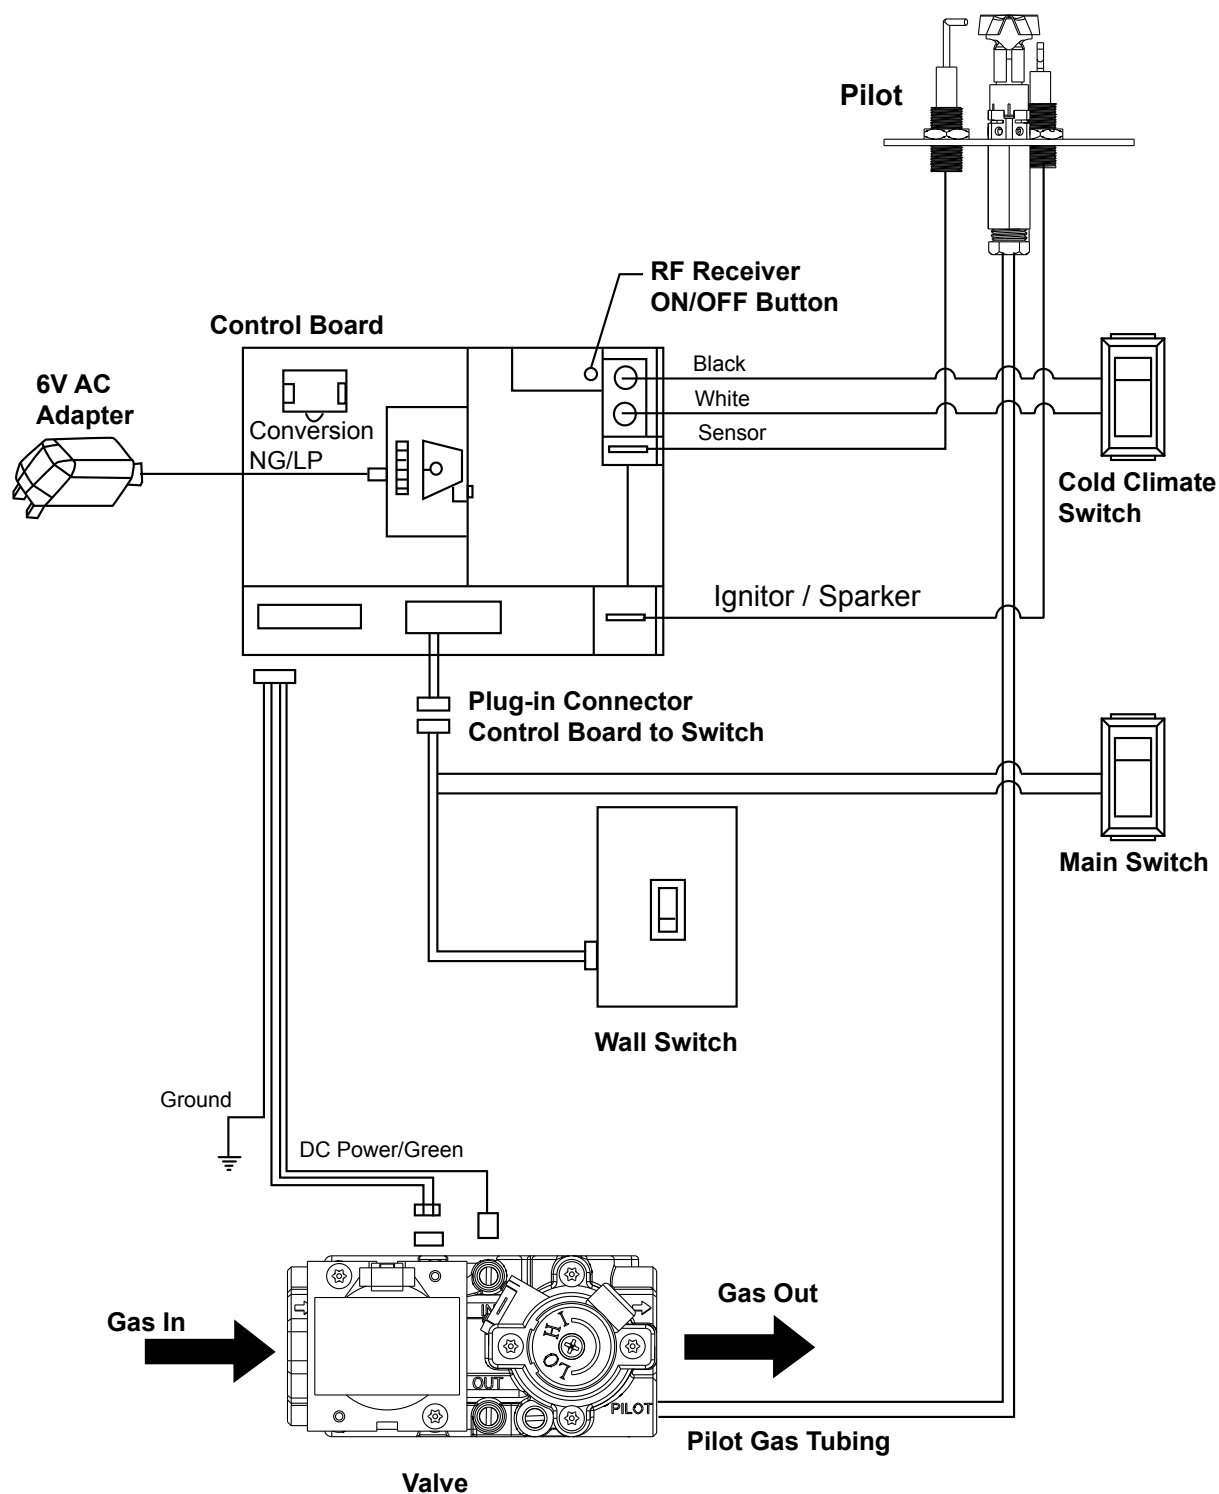 Pilot
RF Receiver
ON/OFF Button
Control Board
Black
6V AC
Adapter
White
Conversion
NG/LP
Sensor
Cold Climate
Switch
Ignitor / Sparker
Plug-in Connector
Control Board to Switch
Main Switch
Wall Switch
Ground
DC Power/Green
Gas In
Gas Out
IN
HI
LO
OUT
PILOT
Pilot Gas Tubing
Valve